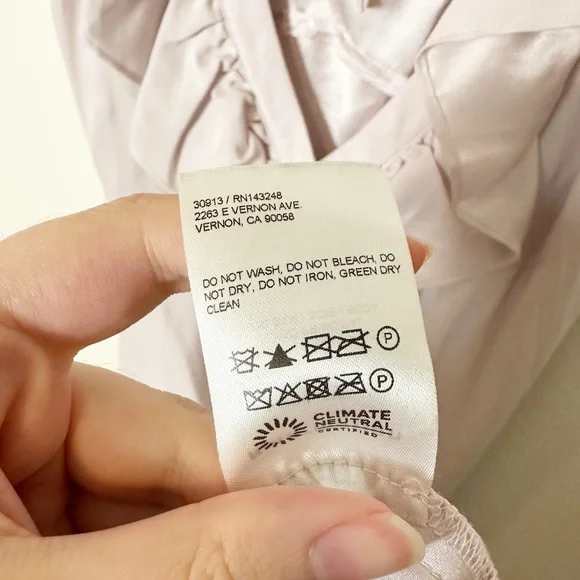 30913 / RN143248
2263 E VERNON AVE.
VERNON, CA 90058
DO NOT WASH, DO NOT BLEACH, DO
NOT DRY, DO NOT IRON, GREEN DRY
CLEAN
P
P
CLIMATE
NEUTRAL
CERTIFIED